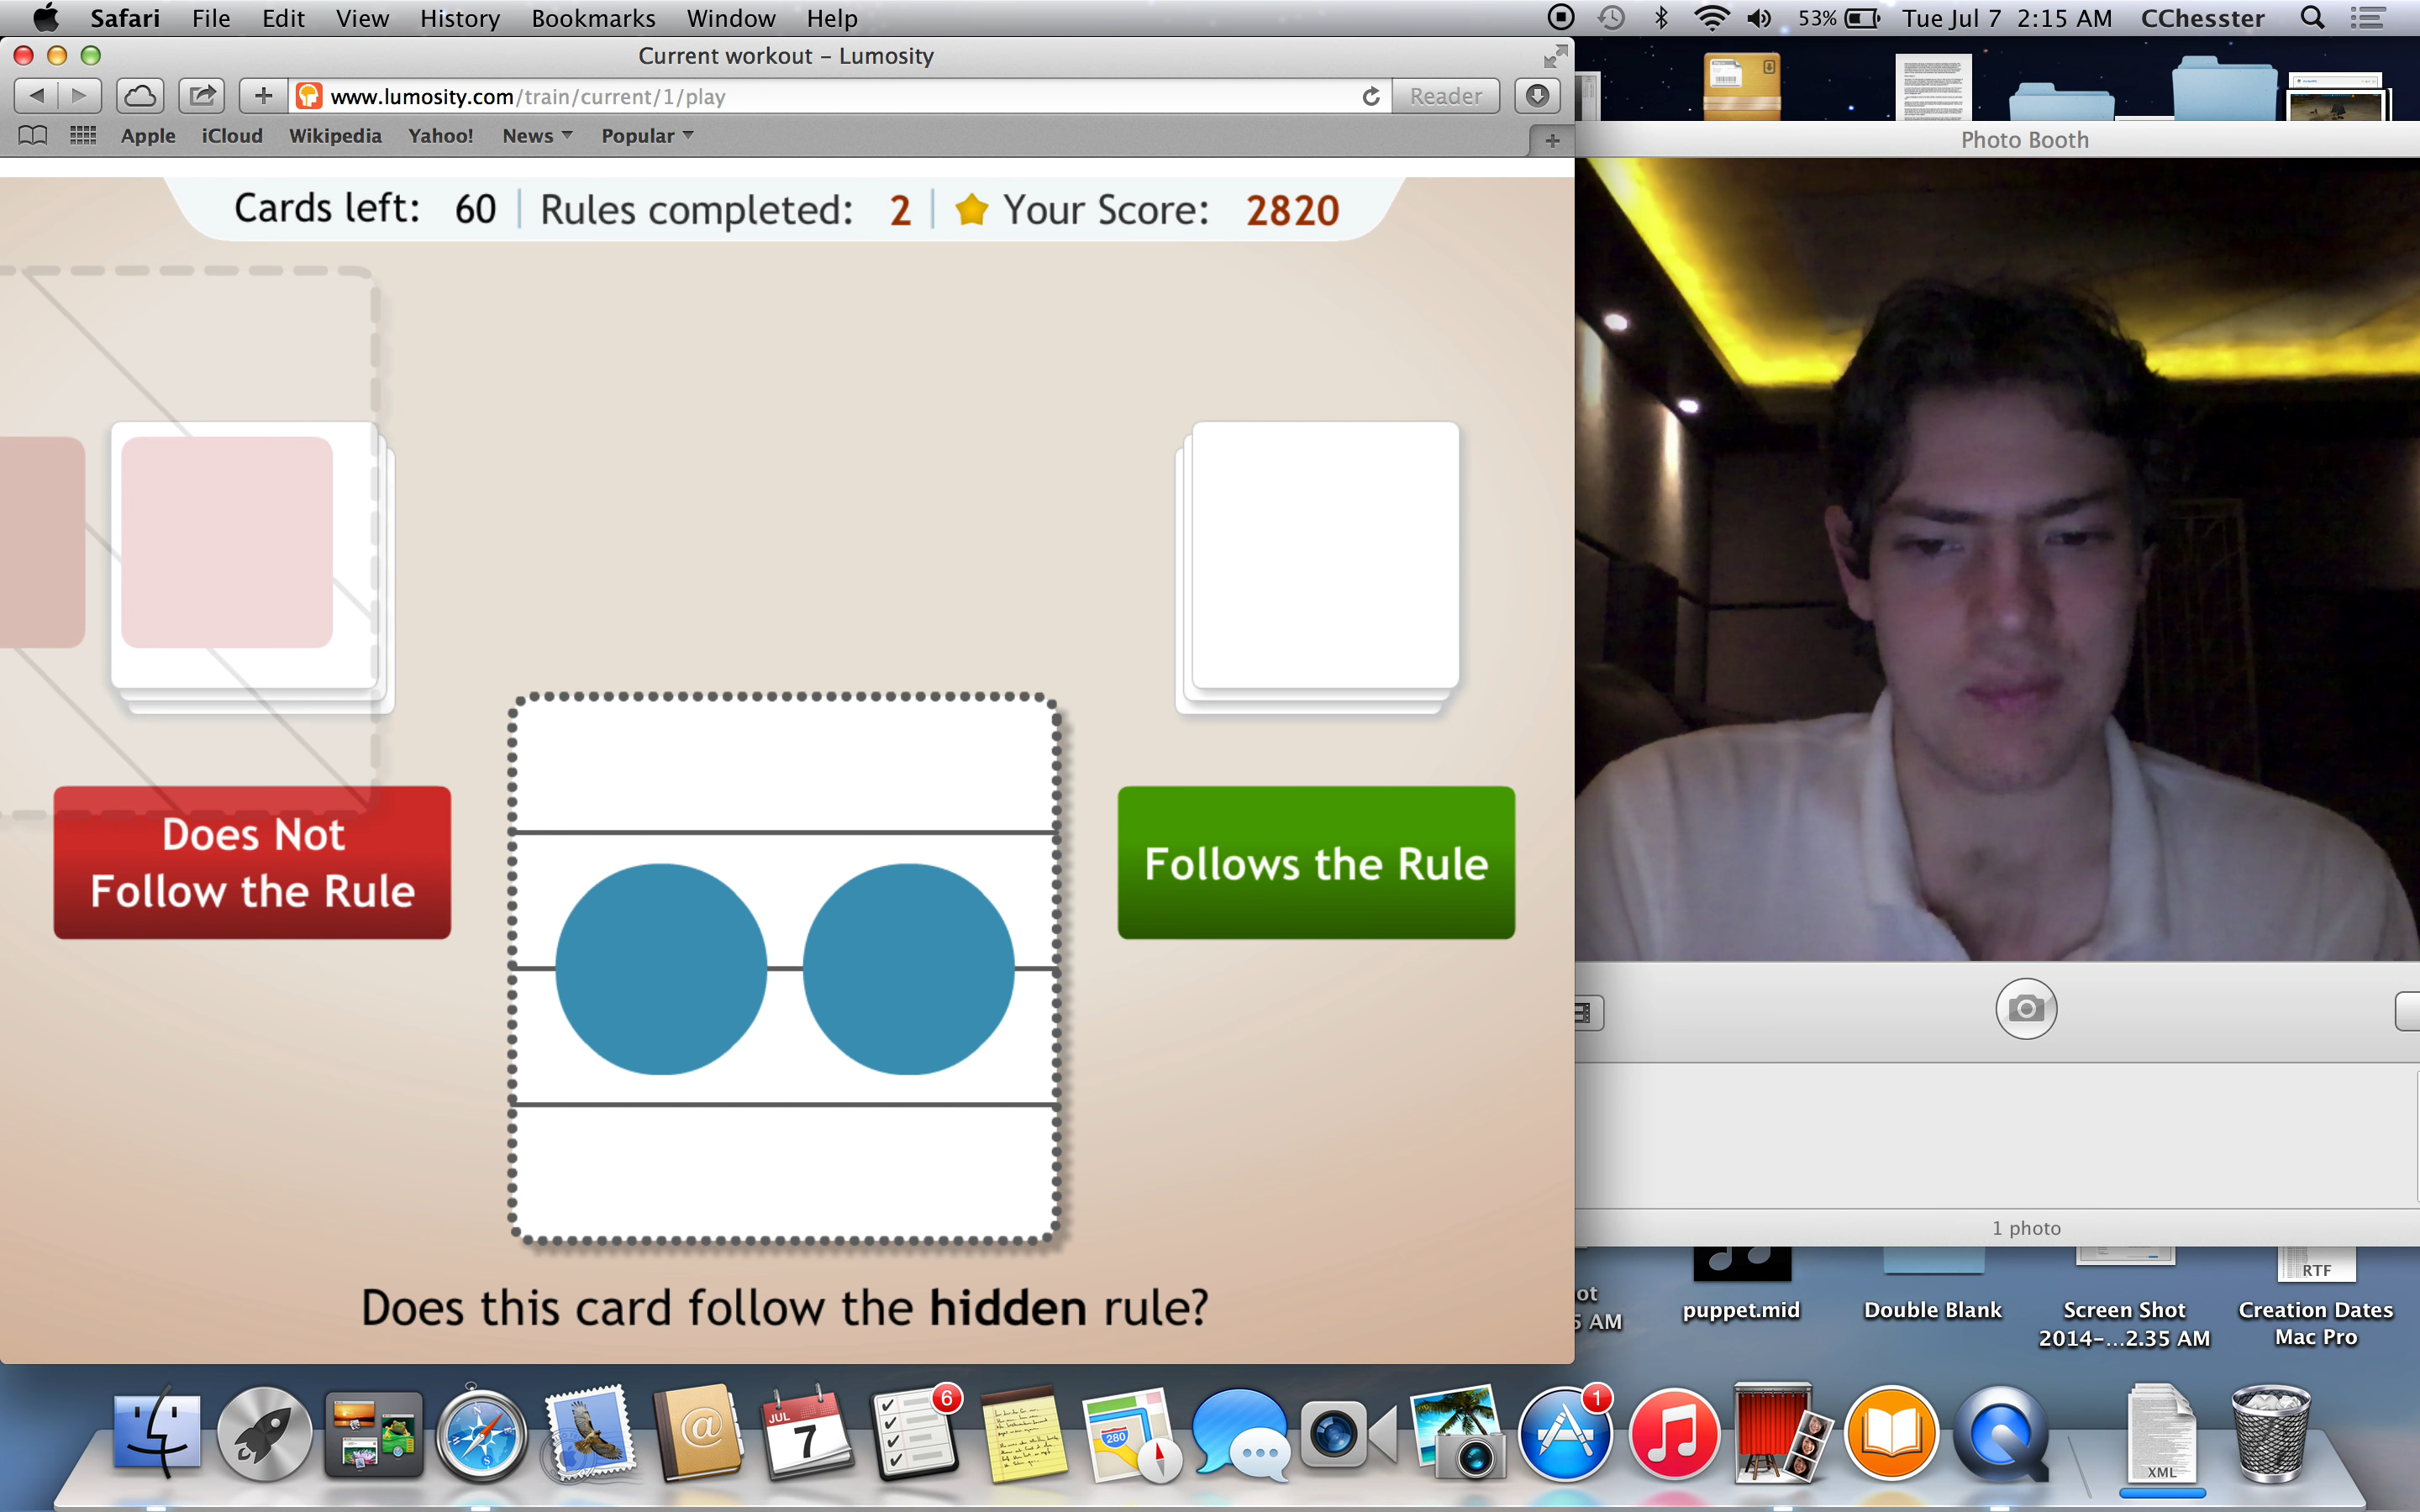 Safari File Edit View History Bookmarks Window Help 53% Tue Jul 7 2:15 AM CChesster
Current workout – Lumosity
www.lumosity.com/train/current/1/play Reader
Apple iCloud Wikipedia Yahoo! News Popular
Photo Booth
Cards left: 60 Rules completed: 2 Your Score: 2820
Does Not
Follow the Rule
Follows the Rule
Does this card follow the hidden rule?
1 photo
RTF
ot
5 AM
puppet.mid
Double Blank
Screen Shot
2014-...2.35 AM
Creation Dates
Mac Pro
JUL
7
6
280
1
XML